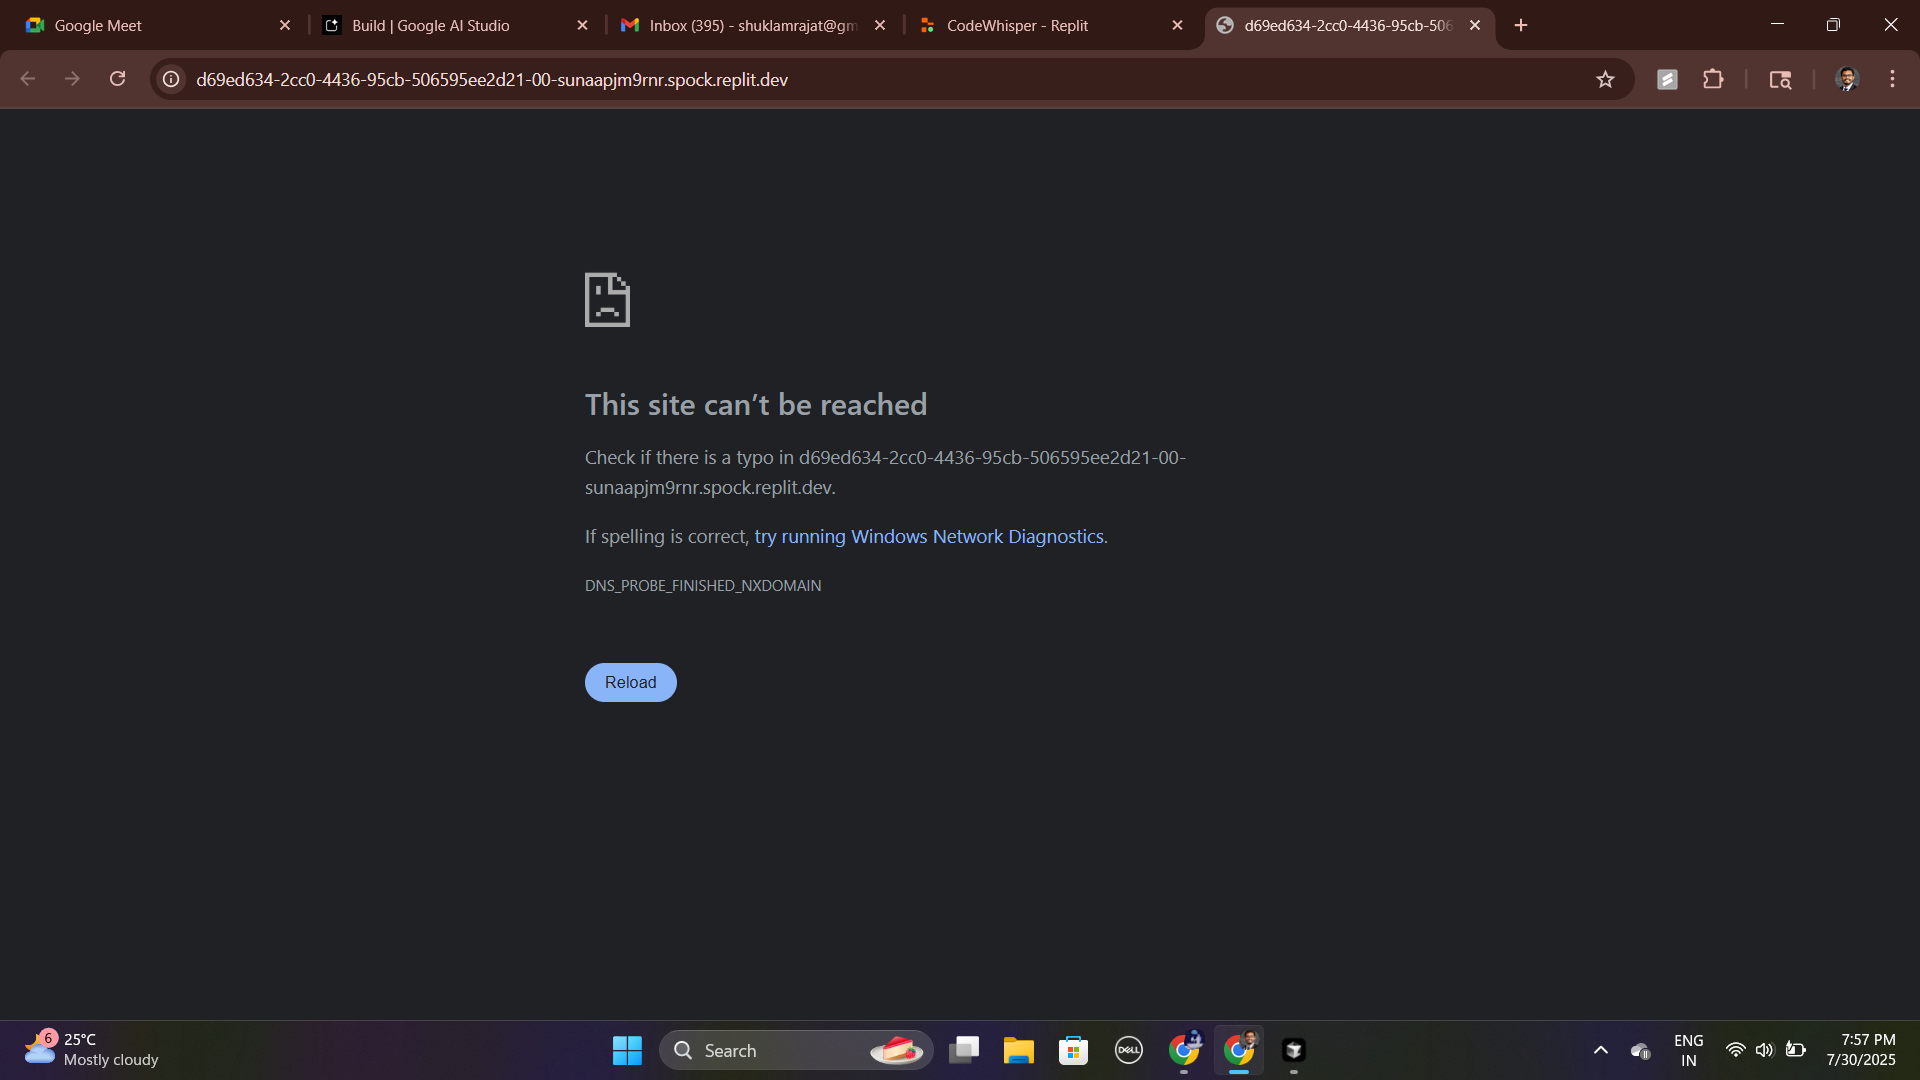 Google Meet
Build | Google AI Studio
Inbox (395) - shuklamrajat@gm
CodeWhisper - Replit
d69ed634-2cc0-4436-95cb-506
d69ed634-2cc0-4436-95cb-506595ee2d21-00-sunaapjm9rnr.spock.replit.dev
This site can’t be reached
Check if there is a typo in d69ed634-2cc0-4436-95cb-506595ee2d21-00-
sunaapjm9rnr.spock.replit.dev.
If spelling is correct, try running Windows Network Diagnostics.
DNS_PROBE_FINISHED_NXDOMAIN
Reload
6
25°C
Mostly cloudy
Search
DELL
ENG
IN
7:57 PM
7/30/2025